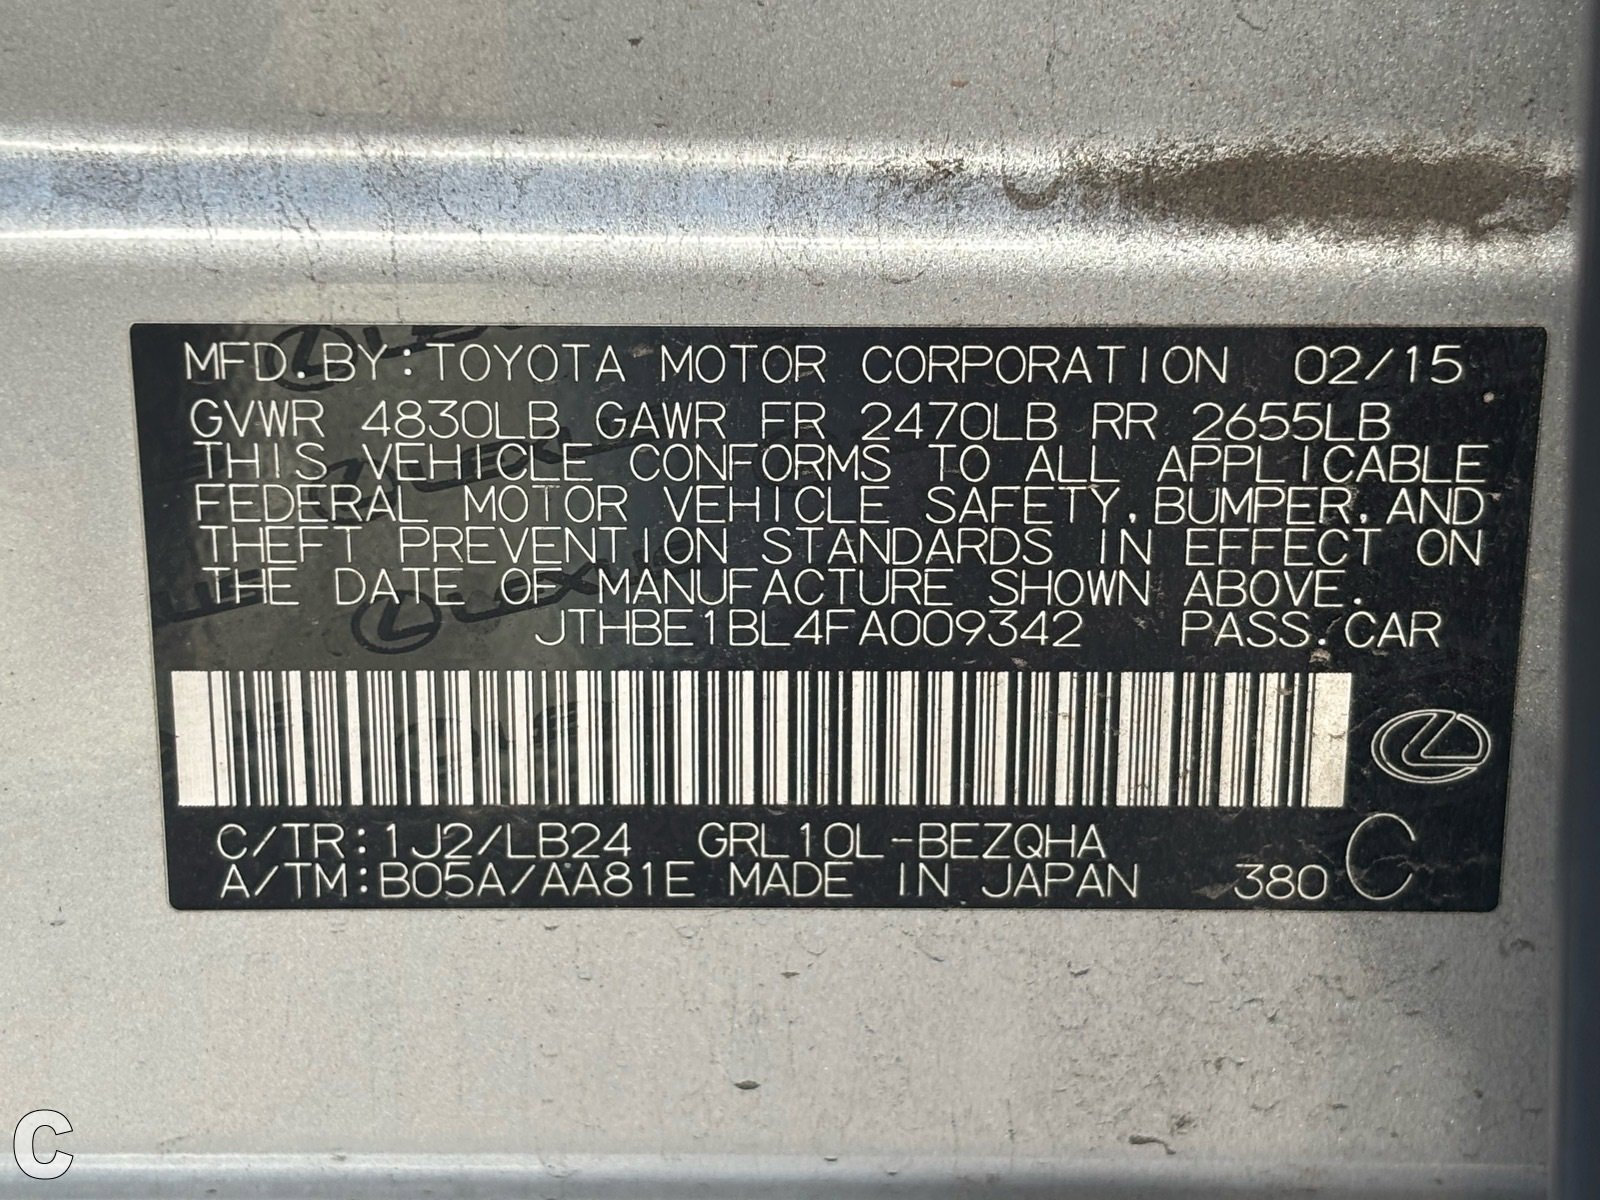 MFD. BY: TOYOTA MOTOR CORPORATION 02/15
GVWR 4830LB GAWR FR 2470LB RR 2655LB
THIS VEHICLE CONFORMS TO ALL APPLICABLE
FEDERAL MOTOR VEHICLE SAFETY, BUMPER, AND
THEFT PREVENTION STANDARDS IN EFFECT ON
THE DATE OF MANUFACTURE SHOWN ABOVE.
JTHBE1BL4FA009342 PASS. CAR
C/TR: 1J2/LB24 GRL10L-BEZQHA
A/TM: B05A/AA81E MADE IN JAPAN 380 C
C